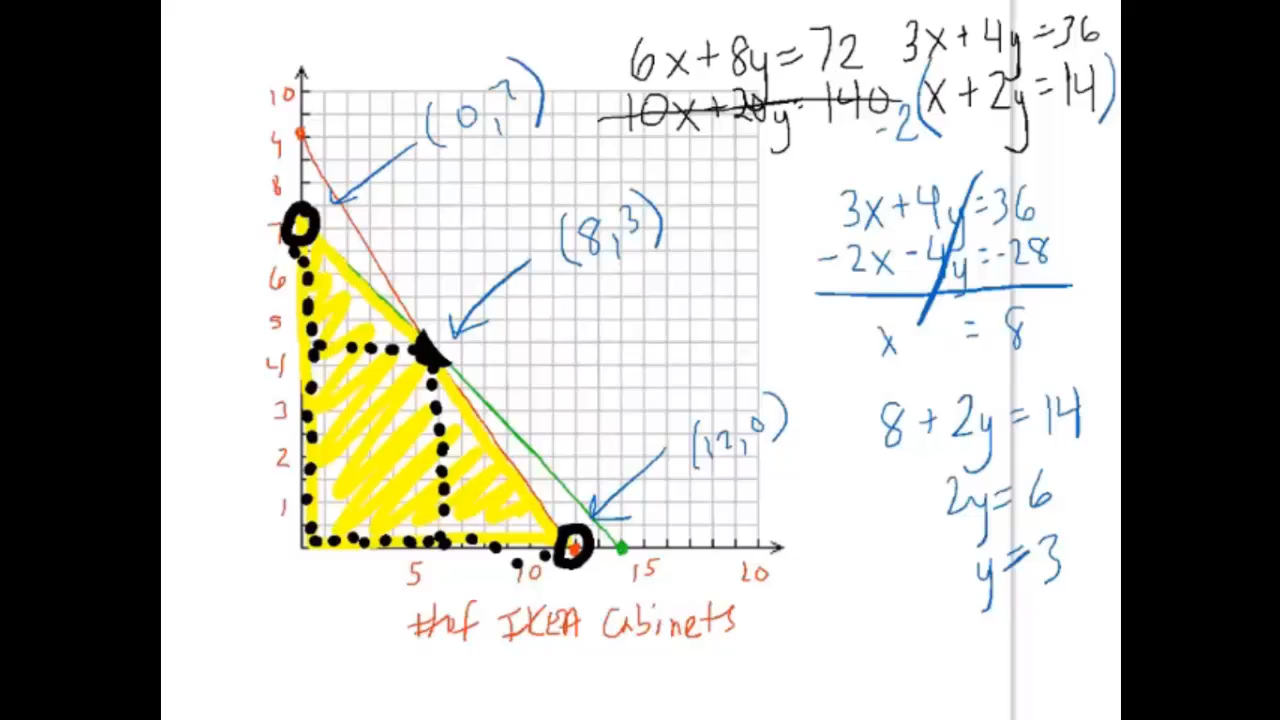 6x+8y=72
10x+20y=140
3x+4y=36
-2(x+2y=14)
3x+4y=36
-2x-4y=-28
x = 8
8+2y=14
2y=6
y=3
(0,7)
(8,3)
(12,0)
10
9
8
7
6
5
4
3
2
1
5
10
15
20
# of IKEA Cabinets